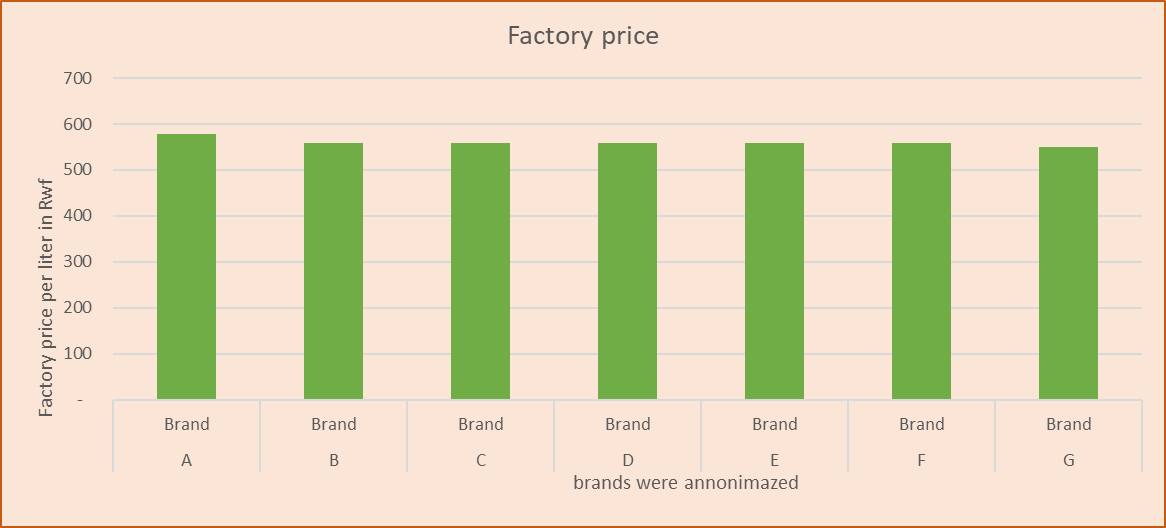 Factory price
Factory price per liter in Rwf
700
600
500
400
300
200
100
-
Brand Brand Brand Brand Brand Brand Brand
A B C D E F G
brands were annonimazed